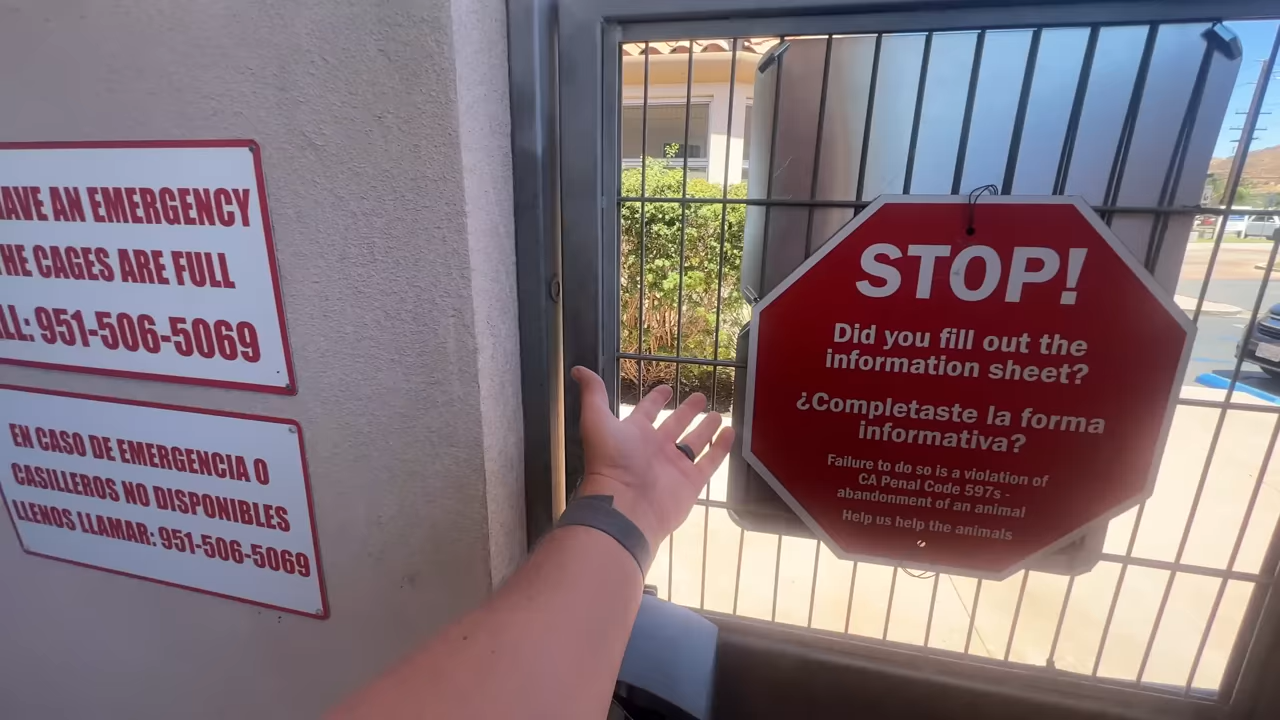 AVE AN EMERGENCY
HE CAGES ARE FULL
LL: 951-506-5069
EN CASO DE EMERGENCIA O
CASILLEROS NO DISPONIBLES
LLENOS LLAMAR: 951-506-5069
STOP!
Did you fill out the
information sheet?
¿Completaste la forma
informativa?
Failure to do so is a violation of
CA Penal Code 597s -
abandonment of an animal
Help us help the animals